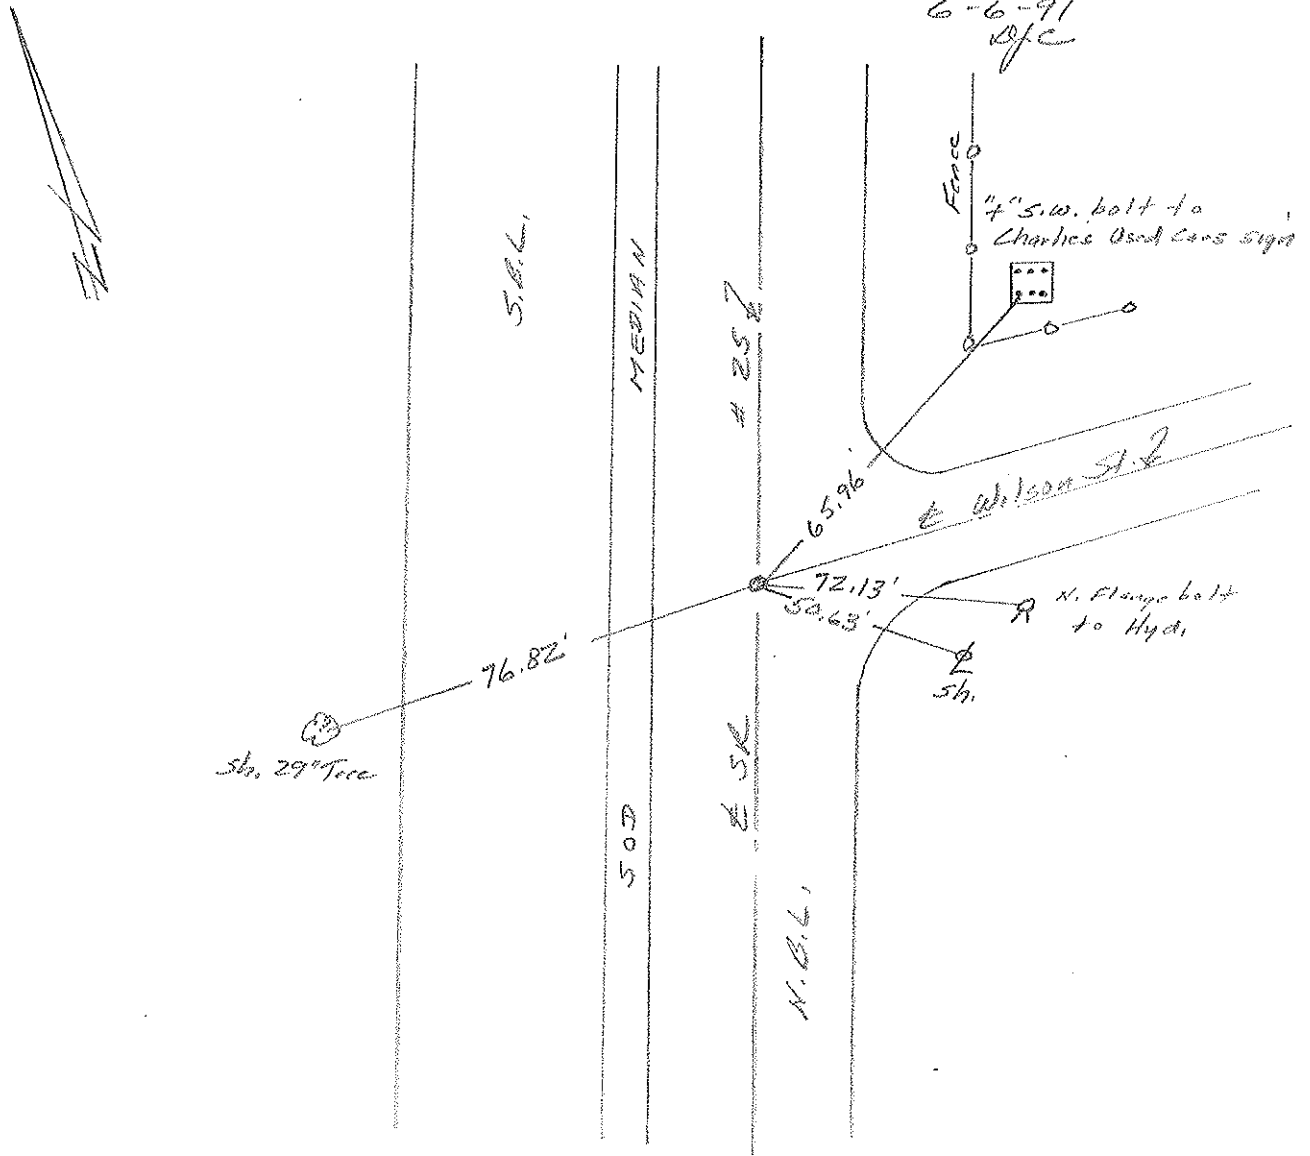 6-6-91
DJC
N
Fence
"+" S.W. bolt to
Charlies Used Cars sign
S.B.L.
MEDIAN
# 25
65.96'
℄ Wilson St.
72.13'
50.63'
N. Flange bolt
to Hyd.
Sh.
76.82'
Sh. 29" Tree
℄ SR
SOD
N.B.L.